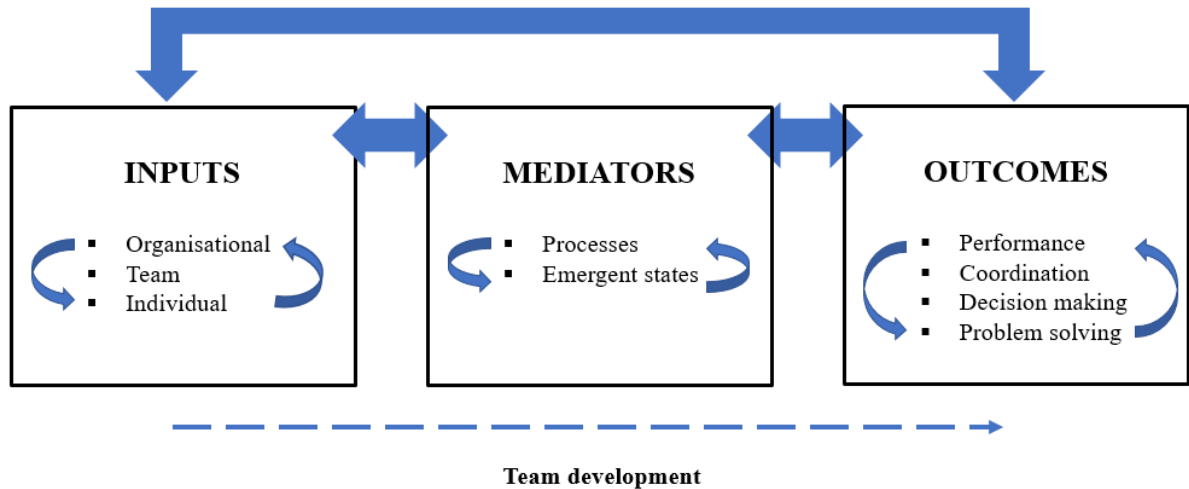 INPUTS
▪ Organisational
▪ Team
▪ Individual
MEDIATORS
▪ Processes
▪ Emergent states
OUTCOMES
▪ Performance
▪ Coordination
▪ Decision making
▪ Problem solving
Team development